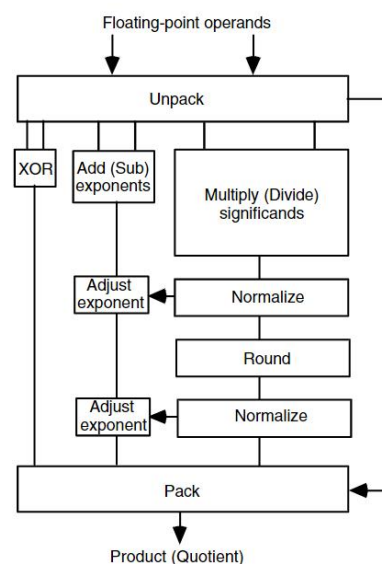 Floating-point operands
Unpack
XOR
Add (Sub)
exponents
Multiply (Divide)
significands
Adjust
exponent
Normalize
Round
Adjust
exponent
Normalize
Pack
Product (Quotient)